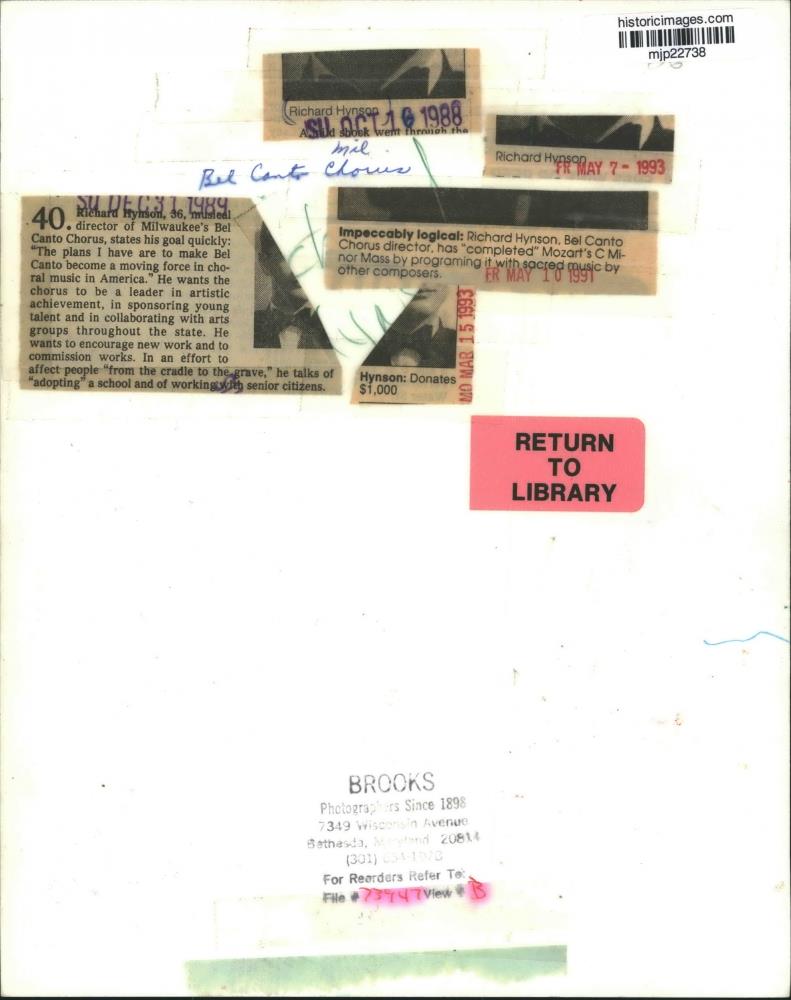 historicimages.com
mjp22738
Richard Hynson
SU OCT 16 1988
shock went through the
Mil
Bel Canto Chorus
Richard Hynson
FR MAY 7 - 1993
SU DEC 31 1989
40. Richard Hynson, 36, musical
director of Milwaukee's Bel
Canto Chorus, states his goal quickly:
"The plans I have are to make Bel
Canto become a moving force in cho-
ral music in America." He wants the
chorus to be a leader in artistic
achievement, in sponsoring young
talent and in collaborating with arts
groups throughout the state. He
wants to encourage new work and to
commission works. In an effort to
affect people "from the cradle to the grave," he talks of
"adopting" a school and of working with senior citizens.
Impeccably logical: Richard Hynson, Bel Canto
Chorus director, has "completed" Mozart's C Mi-
nor Mass by programing it with sacred music by
other composers.
FR MAY 10 1991
Hynson: Donates
$1,000
MO MAR 15 1993
RETURN
TO
LIBRARY
BROOKS
Photographers Since 1898
7349 Wisconsin Avenue
Bethesda, Maryland 20814
(301)
For Reorders Refer To:
File # 73947 View # B